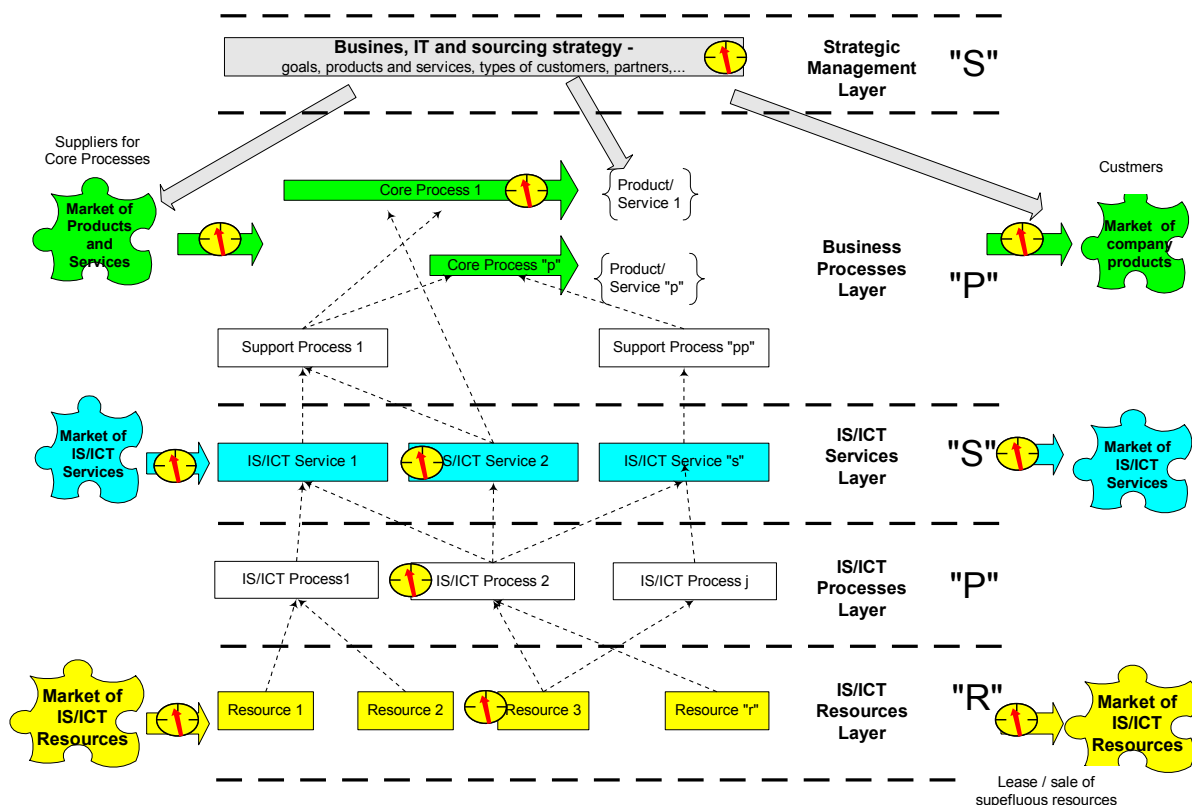 Busines, IT and sourcing strategy -
goals, products and services, types of customers, partners,...
Strategic
Management
Layer
"S"
Suppliers for
Core Processes
Market of
Products
and
Services
Core Process 1
Product/
Service 1
Core Process "p"
Product/
Service "p"
Business
Processes
Layer
"P"
Custmers
Market of
company
products
Support Process 1
Support Process "pp"
Market of
IS/ICT
Services
IS/ICT Service 1
IS/ICT Service 2
IS/ICT Service "s"
IS/ICT
Services
Layer
"S"
Market of
IS/ICT
Services
IS/ICT Process1
IS/ICT Process 2
IS/ICT Process j
IS/ICT
Processes
Layer
"P"
Market of
IS/ICT
Resources
Resource 1
Resource 2
Resource 3
Resource "r"
IS/ICT
Resources
Layer
"R"
Market of
IS/ICT
Resources
Lease / sale of
supefluous resources